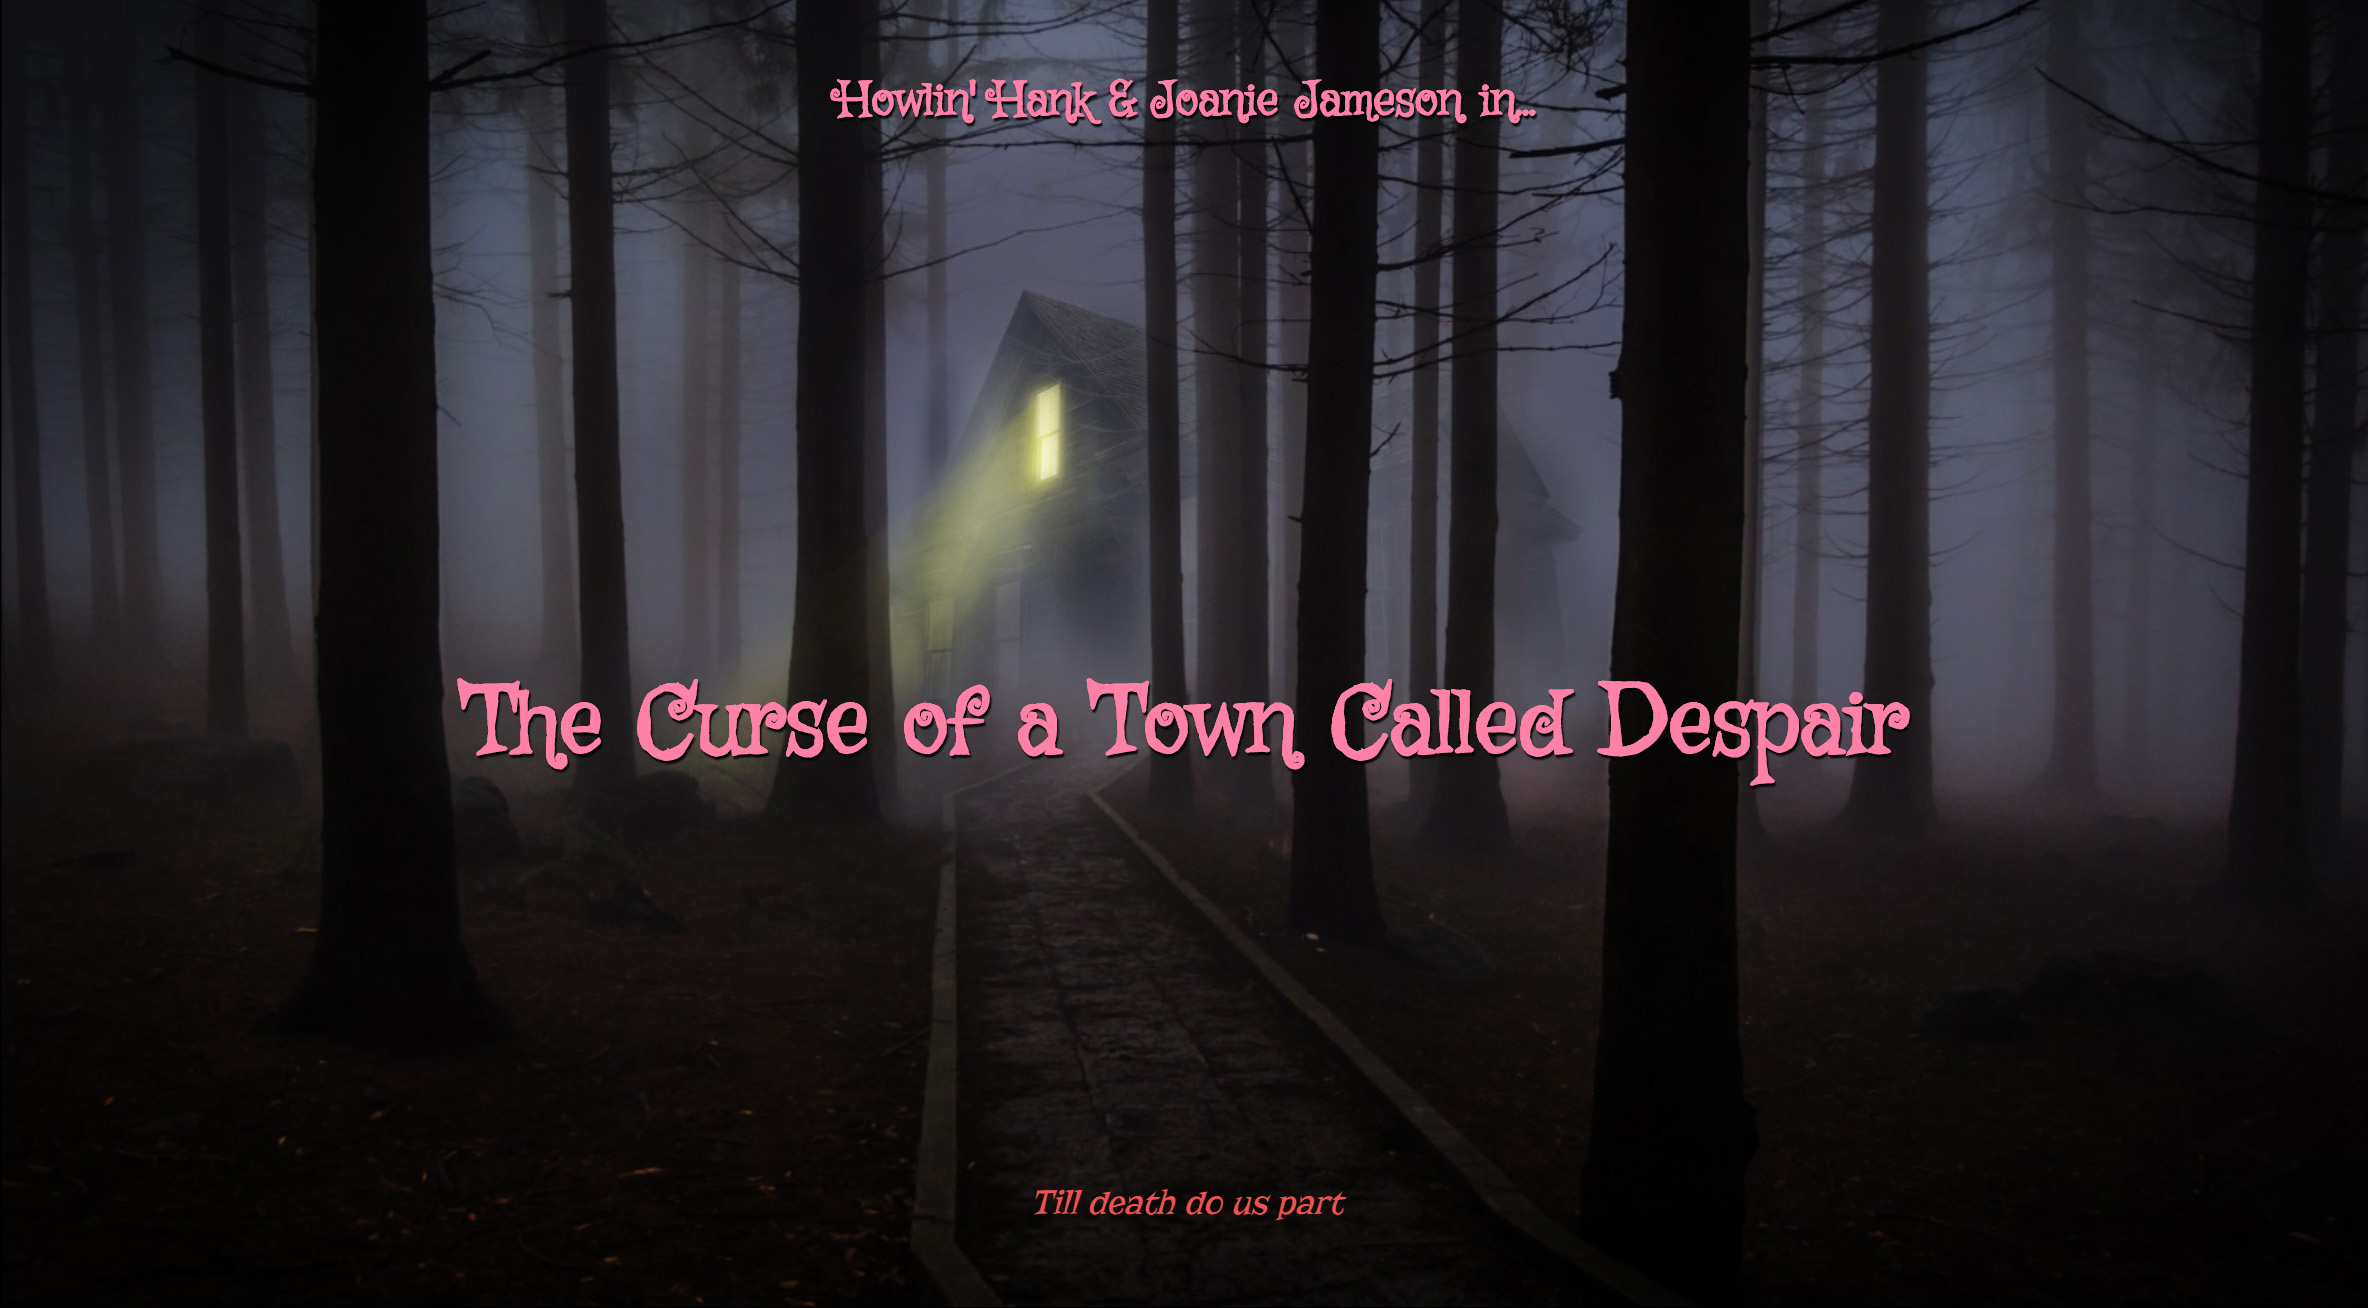 Howlin' Hank & Joanie Jameson in...
The Curse of a Town Called Despair
Till death do us part